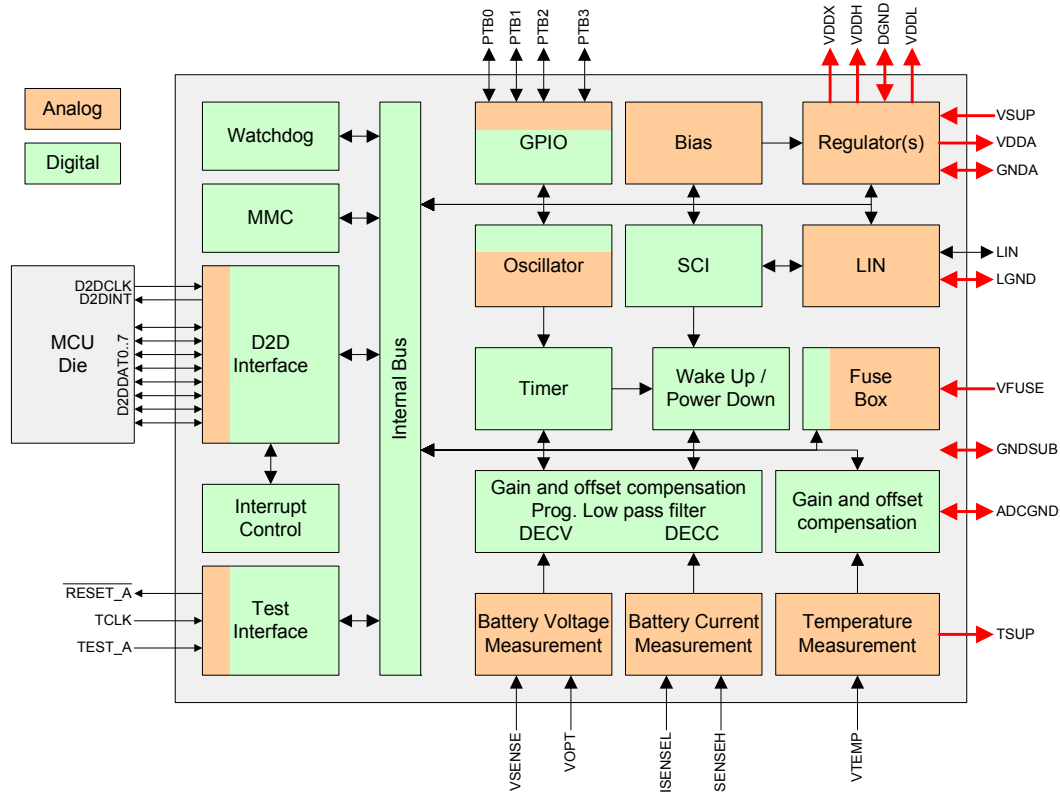 PTB0
PTB1
PTB2
PTB3
VDDX
VDDH
DGND
VDDL
Analog
Digital
Watchdog
MMC
GPIO
Bias
Regulator(s)
VSUP
VDDA
GNDA
Oscillator
SCI
LIN
LIN
LGND
MCU
Die
D2DCLK
D2DINT
D2DDAT0..7
D2D
Interface
Internal Bus
Timer
Wake Up /
Power Down
Fuse
Box
VFUSE
GNDSUB
Interrupt
Control
Gain and offset compensation
Prog. Low pass filter
DECV DECC
Gain and offset
compensation
ADCGND
RESET_A
TCLK
TEST_A
Test
Interface
Battery Voltage
Measurement
Battery Current
Measurement
Temperature
Measurement
TSUP
VSENSE
VOPT
ISENSEL
SENSEH
VTEMP